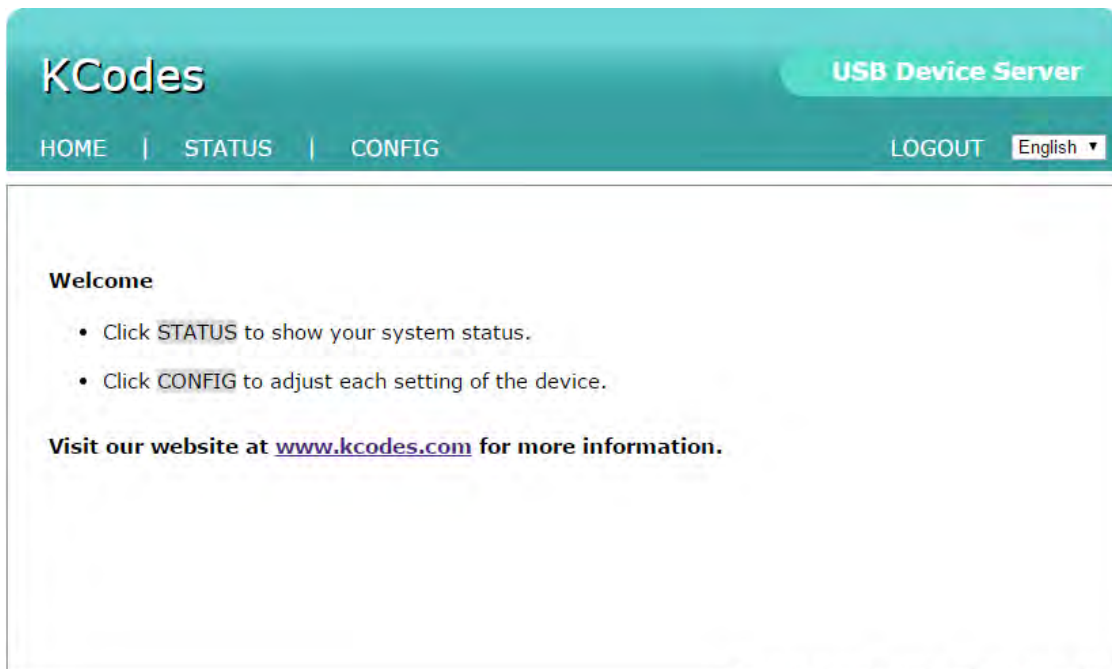 KCodes
USB Device Server
HOME | STATUS | CONFIG
LOGOUT English
Welcome
• Click STATUS to show your system status.
• Click CONFIG to adjust each setting of the device.
Visit our website at www.kcodes.com for more information.